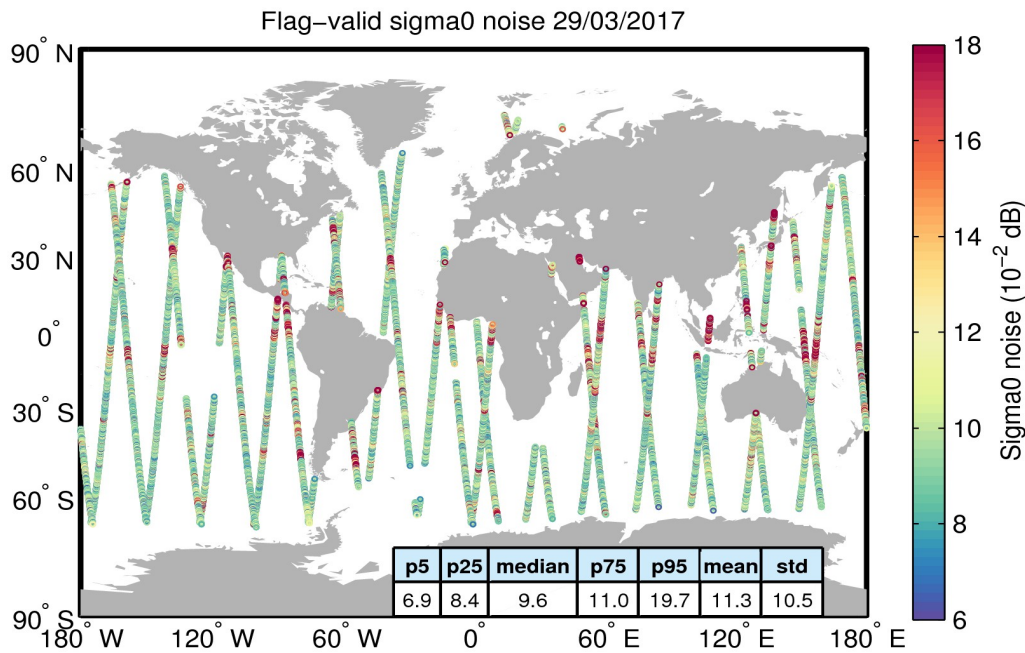 Flag−valid sigma0 noise 29/03/2017
90° N
60° N
30° N
0°
30° S
60° S
90° S
180° W
120° W
60° W
0°
60° E
120° E
180° E
p5 p25 median p75 p95 mean std
6.9 8.4 9.6 11.0 19.7 11.3 10.5
18
16
14
12
10
8
6
Sigma0 noise (10⁻² dB)